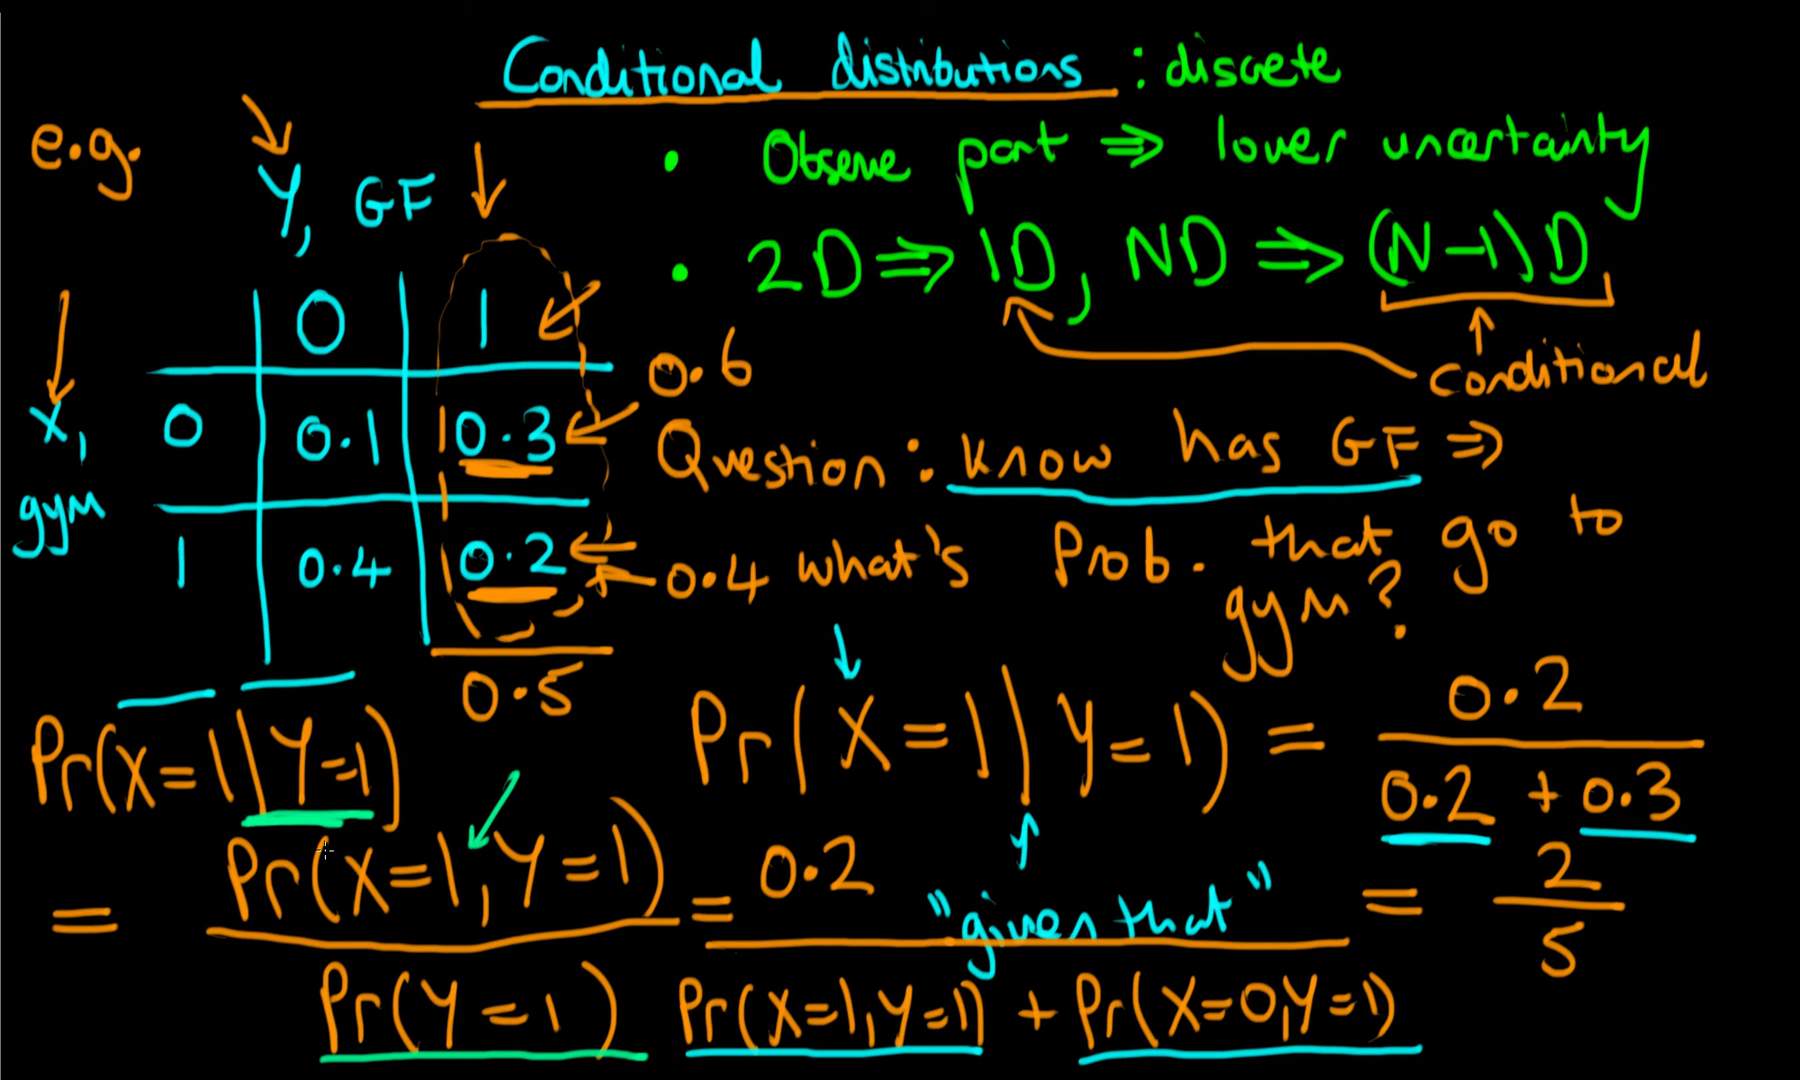 Conditional distributions : discrete
e.g.
• Observe part ⇒ lower uncertainty
Y, GF
• 2D ⇒ 1D, ND ⇒ (N-1)D
conditional
0 1
X, 0 0.1 0.3 0.6
gym 1 0.4 0.2 0.4
0.5
Question: know has GF ⇒
what's Prob. that go to
gym?
Pr(X=1|Y=1) = 0.2 / 0.2 + 0.3
"given that"
= 2/5
Pr(X=1|Y=1)
= Pr(X=1,Y=1) / Pr(Y=1) = 0.2 / Pr(X=1,Y=1) + Pr(X=0,Y=1)